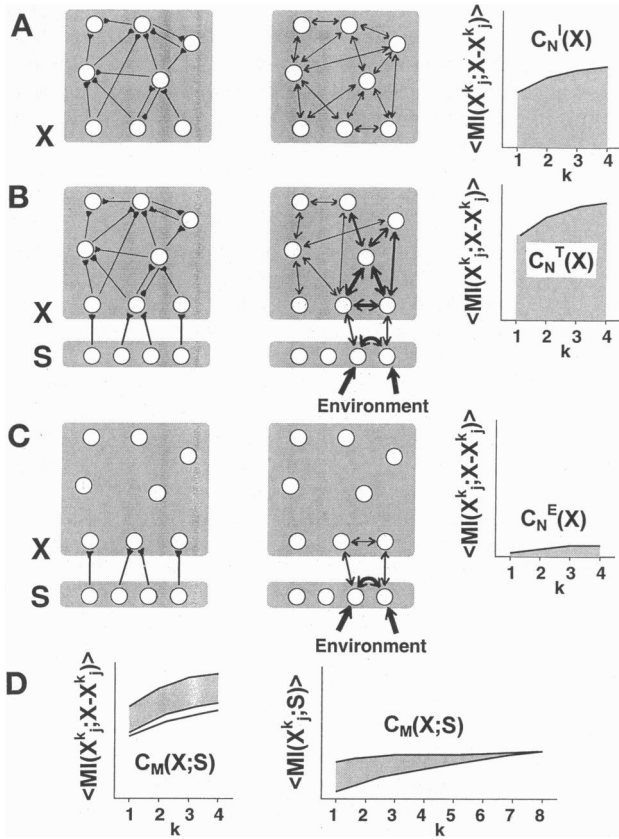 A
X
<MI(X^k_j;X-X^k_j)>
C_N^I(X)
1 2 3 4
k
B
X
S
Environment
<MI(X^k_j;X-X^k_j)>
C_N^T(X)
1 2 3 4
k
C
X
S
Environment
<MI(X^k_j;X-X^k_j)>
C_N^E(X)
1 2 3 4
k
D
<MI(X^k_j;X-X^k_j)>
C_M(X;S)
1 2 3 4
k
<MI(X^k_j;S)>
C_M(X;S)
1 2 3 4 5 6 7 8
k